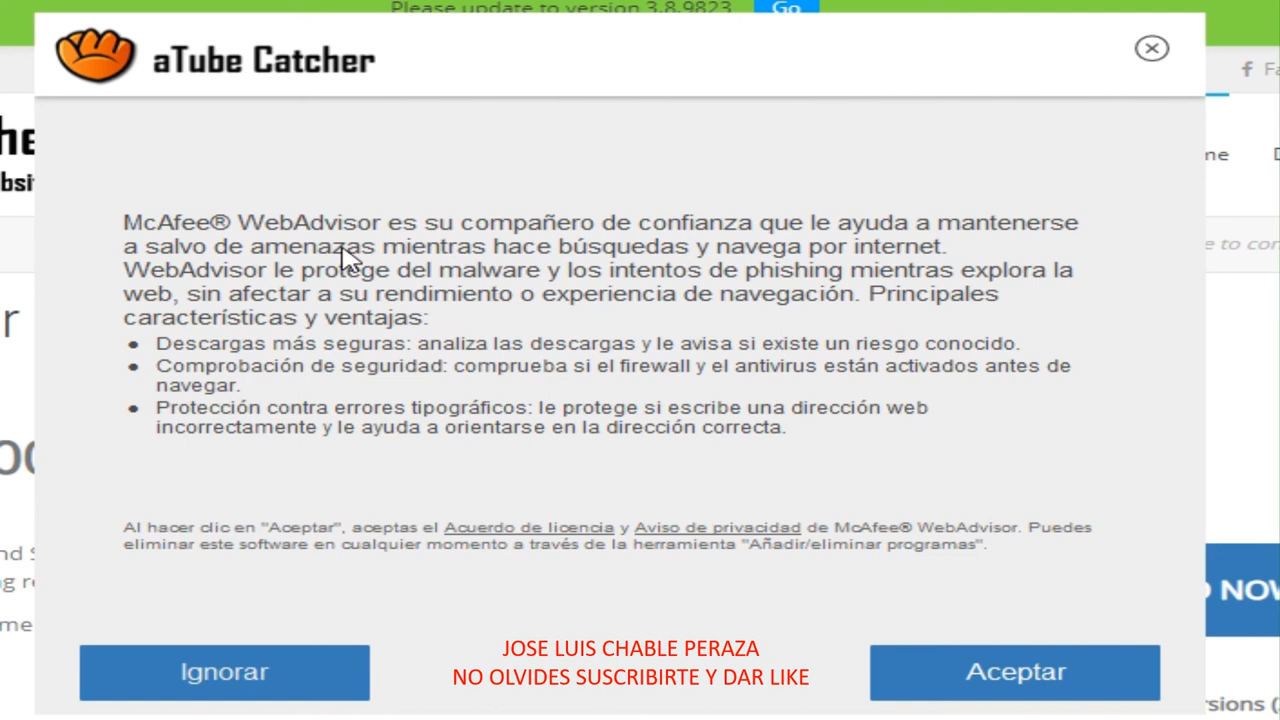 Please update to version 3.8.9823 Go
aTube Catcher
McAfee® WebAdvisor es su compañero de confianza que le ayuda a mantenerse
a salvo de amenazas mientras hace búsquedas y navega por internet.
WebAdvisor le protege del malware y los intentos de phishing mientras explora la
web, sin afectar a su rendimiento o experiencia de navegación. Principales
características y ventajas:
● Descargas más seguras: analiza las descargas y le avisa si existe un riesgo conocido.
● Comprobación de seguridad: comprueba si el firewall y el antivirus están activados antes de
navegar.
● Protección contra errores tipográficos: le protege si escribe una dirección web
incorrectamente y le ayuda a orientarse en la dirección correcta.
Al hacer clic en "Aceptar", aceptas el Acuerdo de licencia y Aviso de privacidad de McAfee® WebAdvisor. Puedes
eliminar este software en cualquier momento a través de la herramienta "Añadir/eliminar programas".
JOSE LUIS CHABLE PERAZA
NO OLVIDES SUSCRIBIRTE Y DAR LIKE
Ignorar
Aceptar